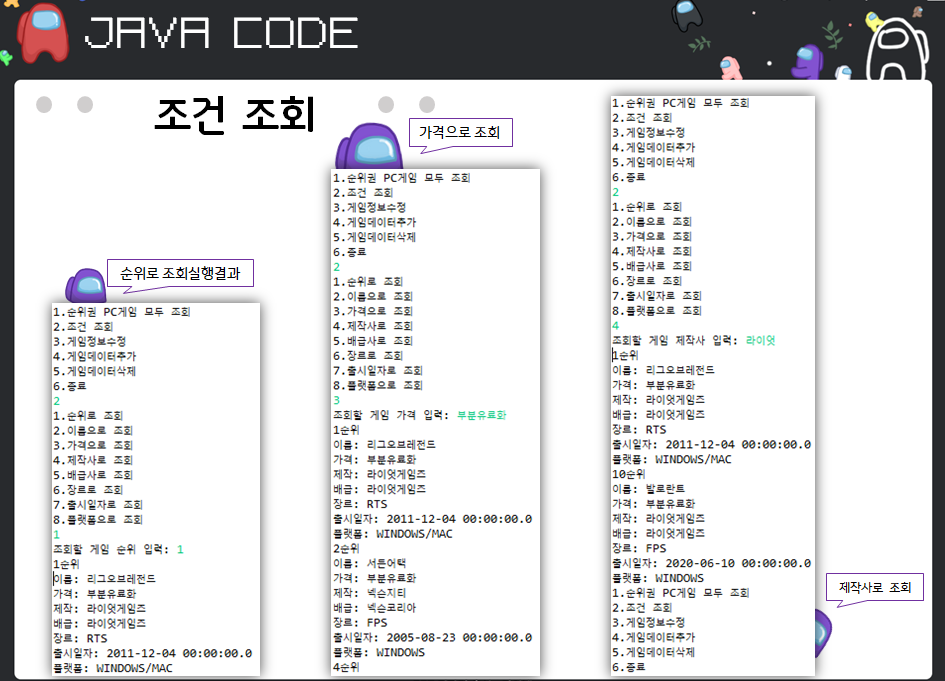 JAVA CODE
조건 조회
순위로 조회실행결과
1.순위권 PC게임 모두 조회
2.조건 조회
3.게임정보수정
4.게임데이터추가
5.게임데이터삭제
6.종료
2
1.순위로 조회
2.이름으로 조회
3.가격으로 조회
4.제작사로 조회
5.배급사로 조회
6.장르로 조회
7.출시일자로 조회
8.플랫폼으로 조회
1
조회할 게임 순위 입력: 1
1순위
이름: 리그오브레전드
가격: 부분유료화
제작: 라이엇게임즈
배급: 라이엇게임즈
장르: RTS
출시일자: 2011-12-04 00:00:00.0
플랫폼: WINDOWS/MAC
가격으로 조회
1.순위권 PC게임 모두 조회
2.조건 조회
3.게임정보수정
4.게임데이터추가
5.게임데이터삭제
6.종료
2
1.순위로 조회
2.이름으로 조회
3.가격으로 조회
4.제작사로 조회
5.배급사로 조회
6.장르로 조회
7.출시일자로 조회
8.플랫폼으로 조회
3
조회할 게임 가격 입력: 부분유료화
1순위
이름: 리그오브레전드
가격: 부분유료화
제작: 라이엇게임즈
배급: 라이엇게임즈
장르: RTS
출시일자: 2011-12-04 00:00:00.0
플랫폼: WINDOWS/MAC
2순위
이름: 서든어택
가격: 부분유료화
제작: 넥슨지티
배급: 넥슨코리아
장르: FPS
출시일자: 2005-08-23 00:00:00.0
플랫폼: WINDOWS
4순위
1.순위권 PC게임 모두 조회
2.조건 조회
3.게임정보수정
4.게임데이터추가
5.게임데이터삭제
6.종료
2
1.순위로 조회
2.이름으로 조회
3.가격으로 조회
4.제작사로 조회
5.배급사로 조회
6.장르로 조회
7.출시일자로 조회
8.플랫폼으로 조회
4
조회할 게임 제작사 입력: 라이엇
1순위
이름: 리그오브레전드
가격: 부분유료화
제작: 라이엇게임즈
배급: 라이엇게임즈
장르: RTS
출시일자: 2011-12-04 00:00:00.0
플랫폼: WINDOWS/MAC
10순위
이름: 발로란트
가격: 부분유료화
제작: 라이엇게임즈
배급: 라이엇게임즈
장르: FPS
출시일자: 2020-06-10 00:00:00.0
플랫폼: WINDOWS
1.순위권 PC게임 모두 조회
2.조건 조회
3.게임정보수정
4.게임데이터추가
5.게임데이터삭제
6.종료
제작사로 조회